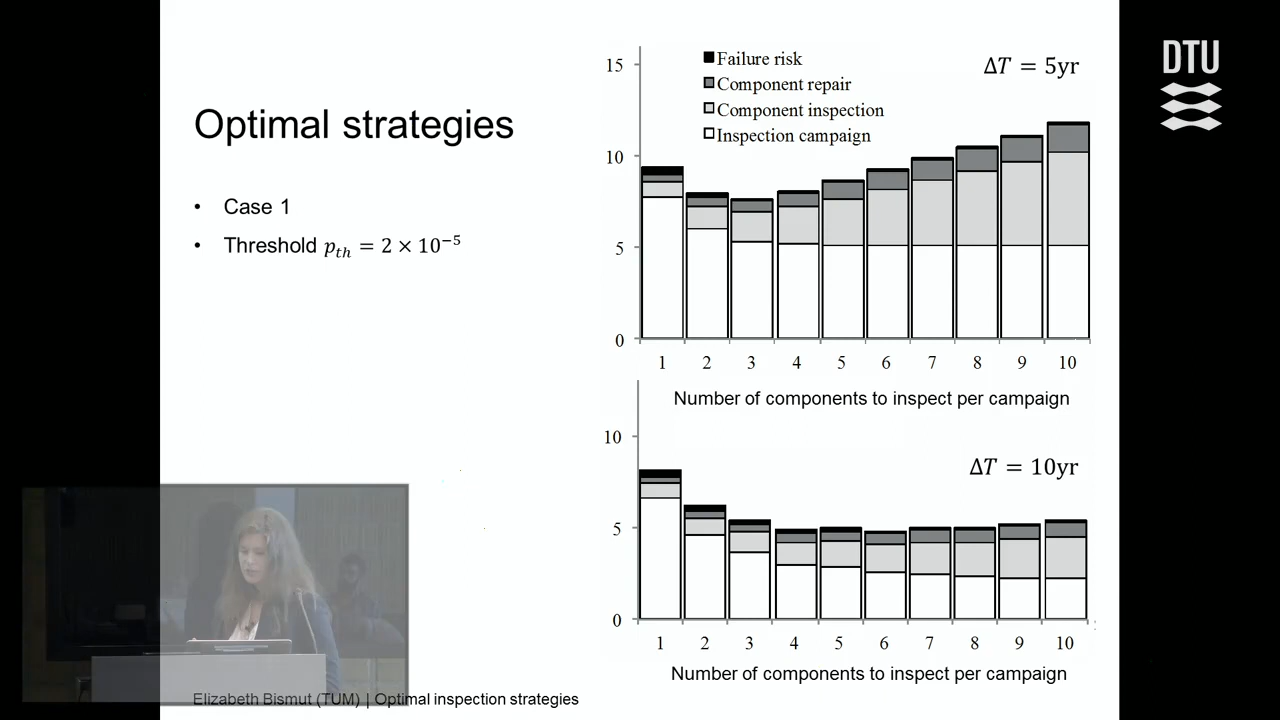 DTU
Optimal strategies
• Case 1
• Threshold 𝑝𝑡ℎ = 2 × 10⁻⁵
Failure risk
Component repair
Component inspection
Inspection campaign
ΔT = 5yr
15
10
5
0
1 2 3 4 5 6 7 8 9 10
Number of components to inspect per campaign
ΔT = 10yr
10
5
0
1 2 3 4 5 6 7 8 9 10
Number of components to inspect per campaign
Elizabeth Bismut (TUM) | Optimal inspection strategies